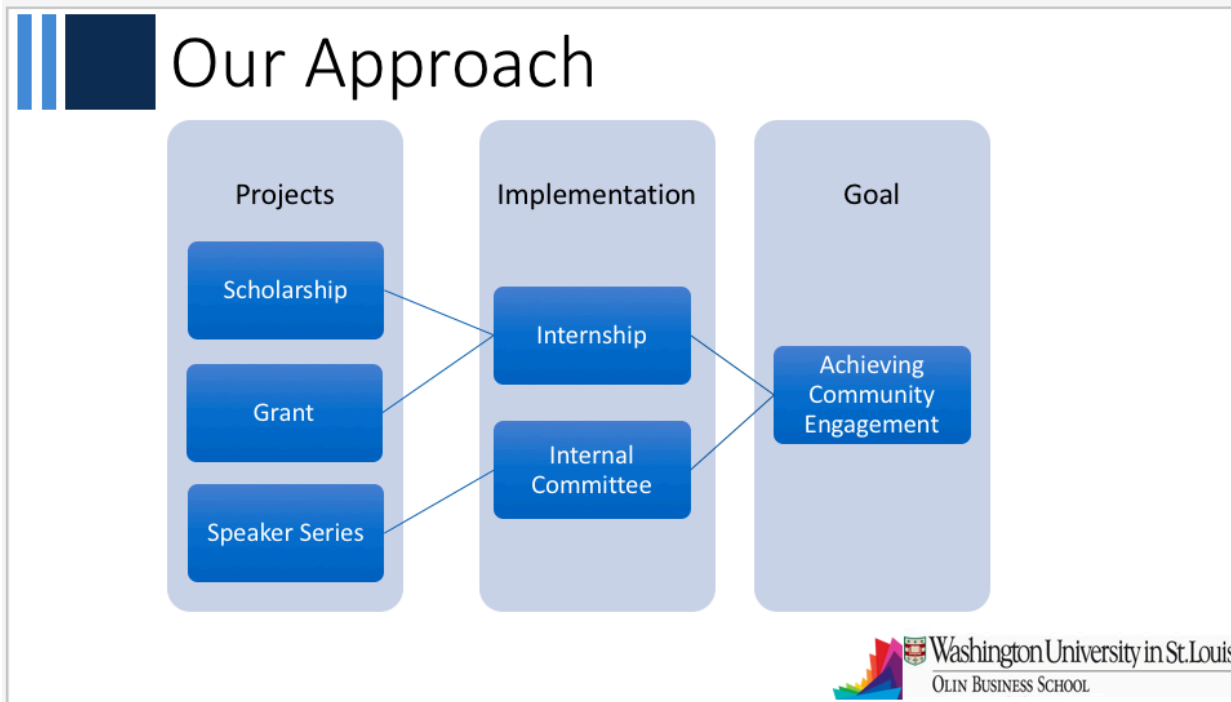 Our Approach
Projects
Scholarship
Grant
Speaker Series
Implementation
Internship
Internal
Committee
Goal
Achieving
Community
Engagement
Washington University in St.Louis
OLIN BUSINESS SCHOOL